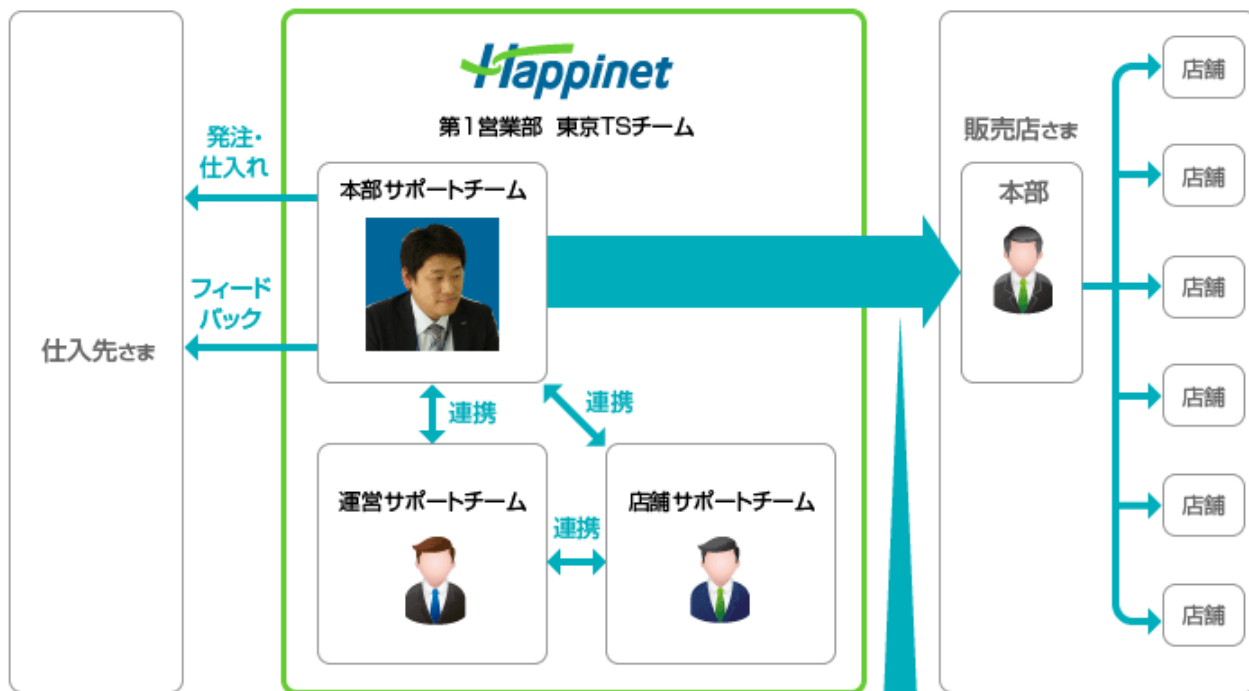 Happinet
第1営業部 東京TSチーム
発注・
仕入れ
本部サポートチーム
フィード
バック
仕入先さま
連携
連携
運営サポートチーム
店舗サポートチーム
連携
販売店さま
本部
店舗
店舗
店舗
店舗
店舗
店舗